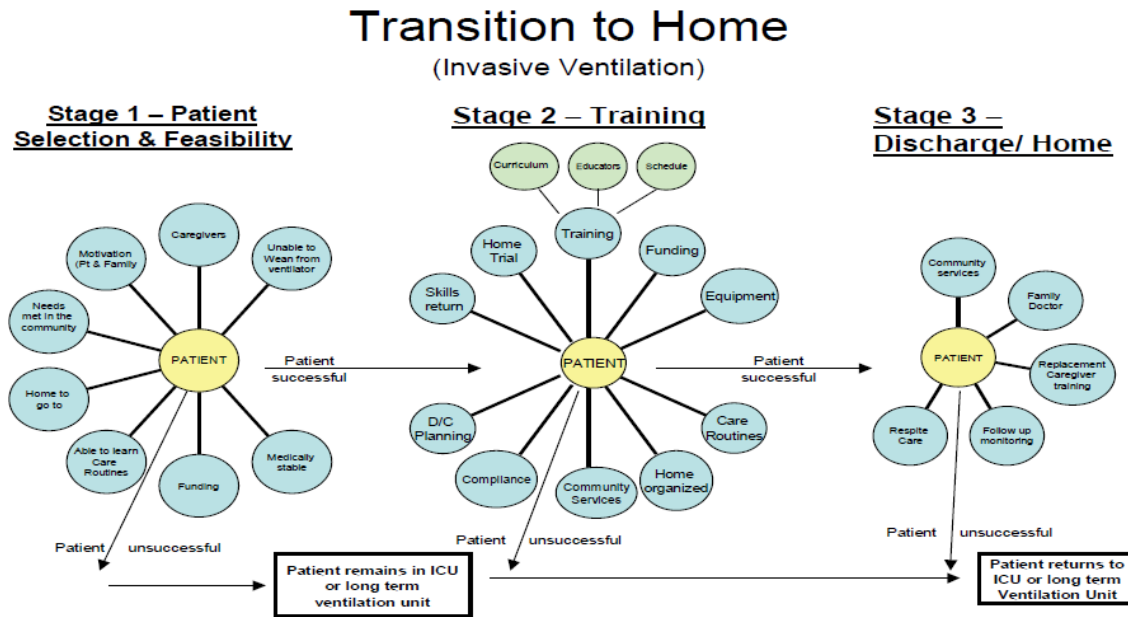 Transition to Home
(Invasive Ventilation)
Stage 1 – Patient
Selection & Feasibility
Stage 2 – Training
Stage 3 –
Discharge/ Home
Caregivers
Unable to
Wean from
ventilator
Motivation
(Pt & Family
Needs
met in the
community
PATIENT
Home to
go to
Able to learn
Care
Routines
Funding
Medically
stable
Patient
successful
Patient
unsuccessful
Patient remains in ICU
or long term
ventilation unit
Curriculum
Educators
Schedule
Training
Home
Trial
Funding
Skills
return
Equipment
PATIENT
D/C
Planning
Care
Routines
Compliance
Community
Services
Home
organized
Patient
successful
Patient
unsuccessful
Community
services
Family
Doctor
PATIENT
Replacement
Caregiver
training
Respite
Care
Follow up
monitoring
Patient
unsuccessful
Patient returns to
ICU or long term
Ventilation Unit